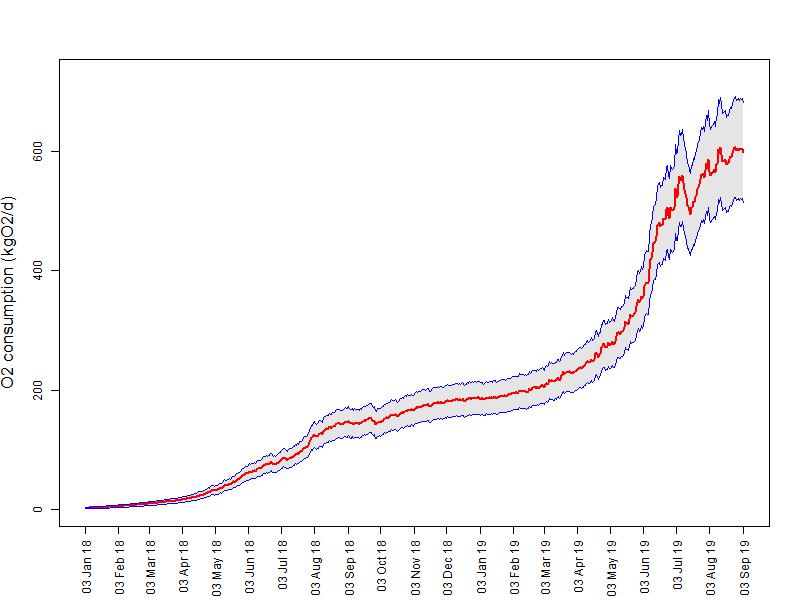 O2 consumption (kgO2/d)
600
400
200
0
03 Jan 18
03 Feb 18
03 Mar 18
03 Apr 18
03 May 18
03 Jun 18
03 Jul 18
03 Aug 18
03 Sep 18
03 Oct 18
03 Nov 18
03 Dec 18
03 Jan 19
03 Feb 19
03 Mar 19
03 Apr 19
03 May 19
03 Jun 19
03 Jul 19
03 Aug 19
03 Sep 19